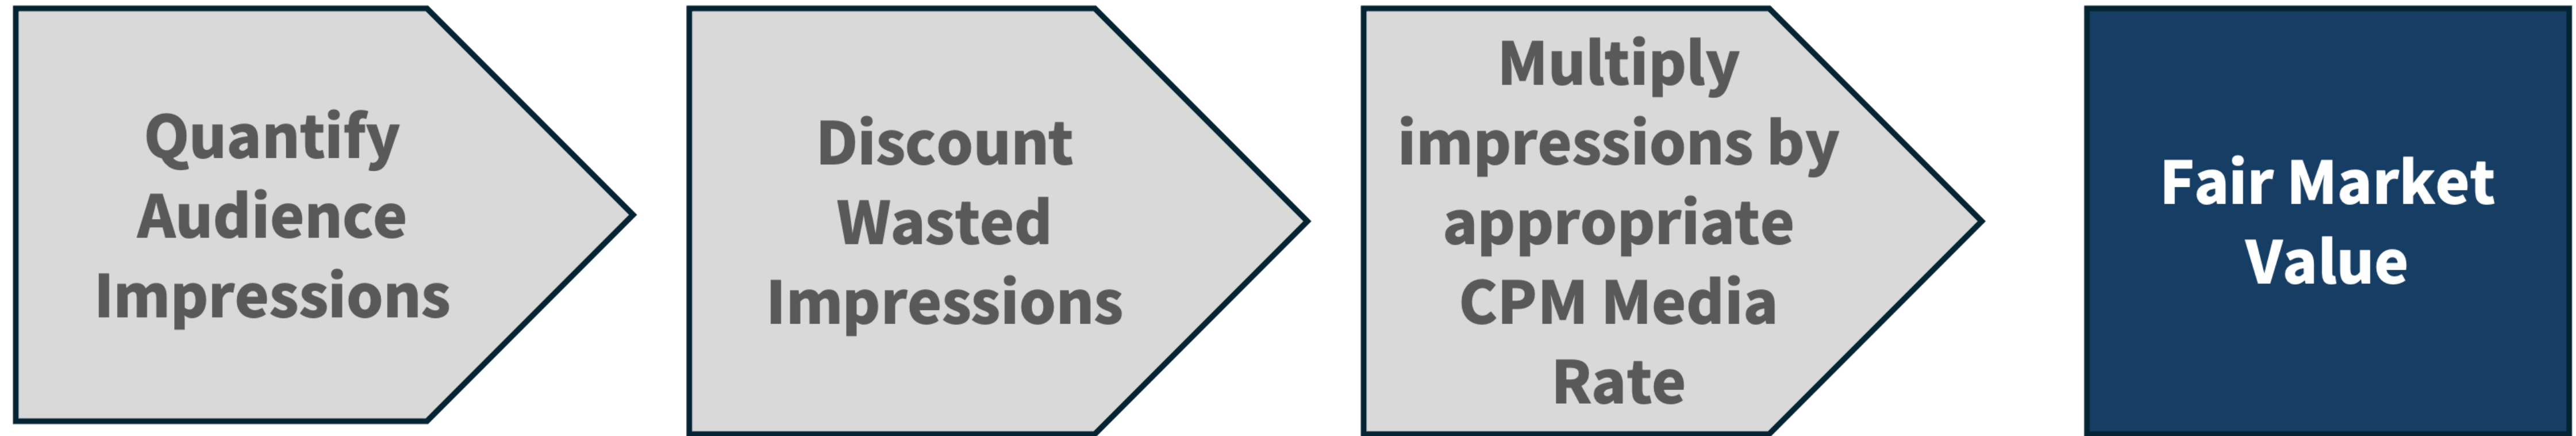 Quantify
Audience
Impressions
Discount
Wasted
Impressions
Multiply
impressions by
appropriate
CPM Media
Rate
Fair Market
Value